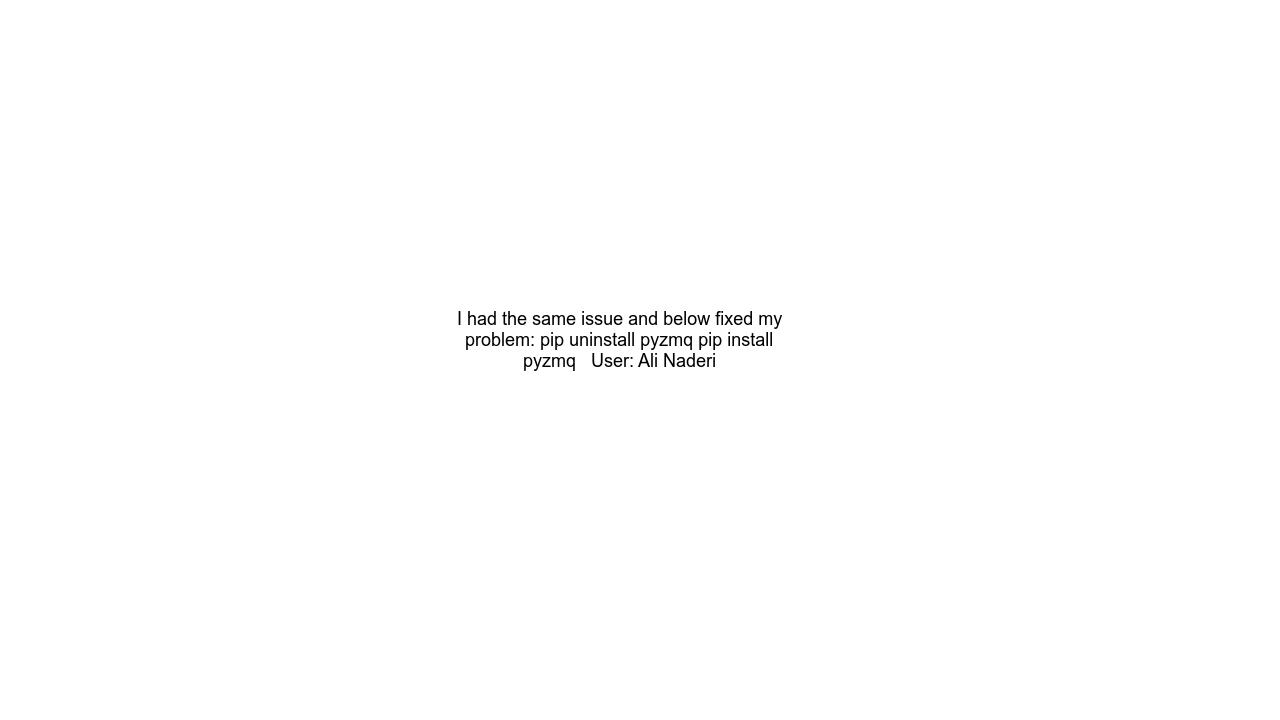 I had the same issue and below fixed my
problem: pip uninstall pyzmq pip install
pyzmq   User: Ali Naderi